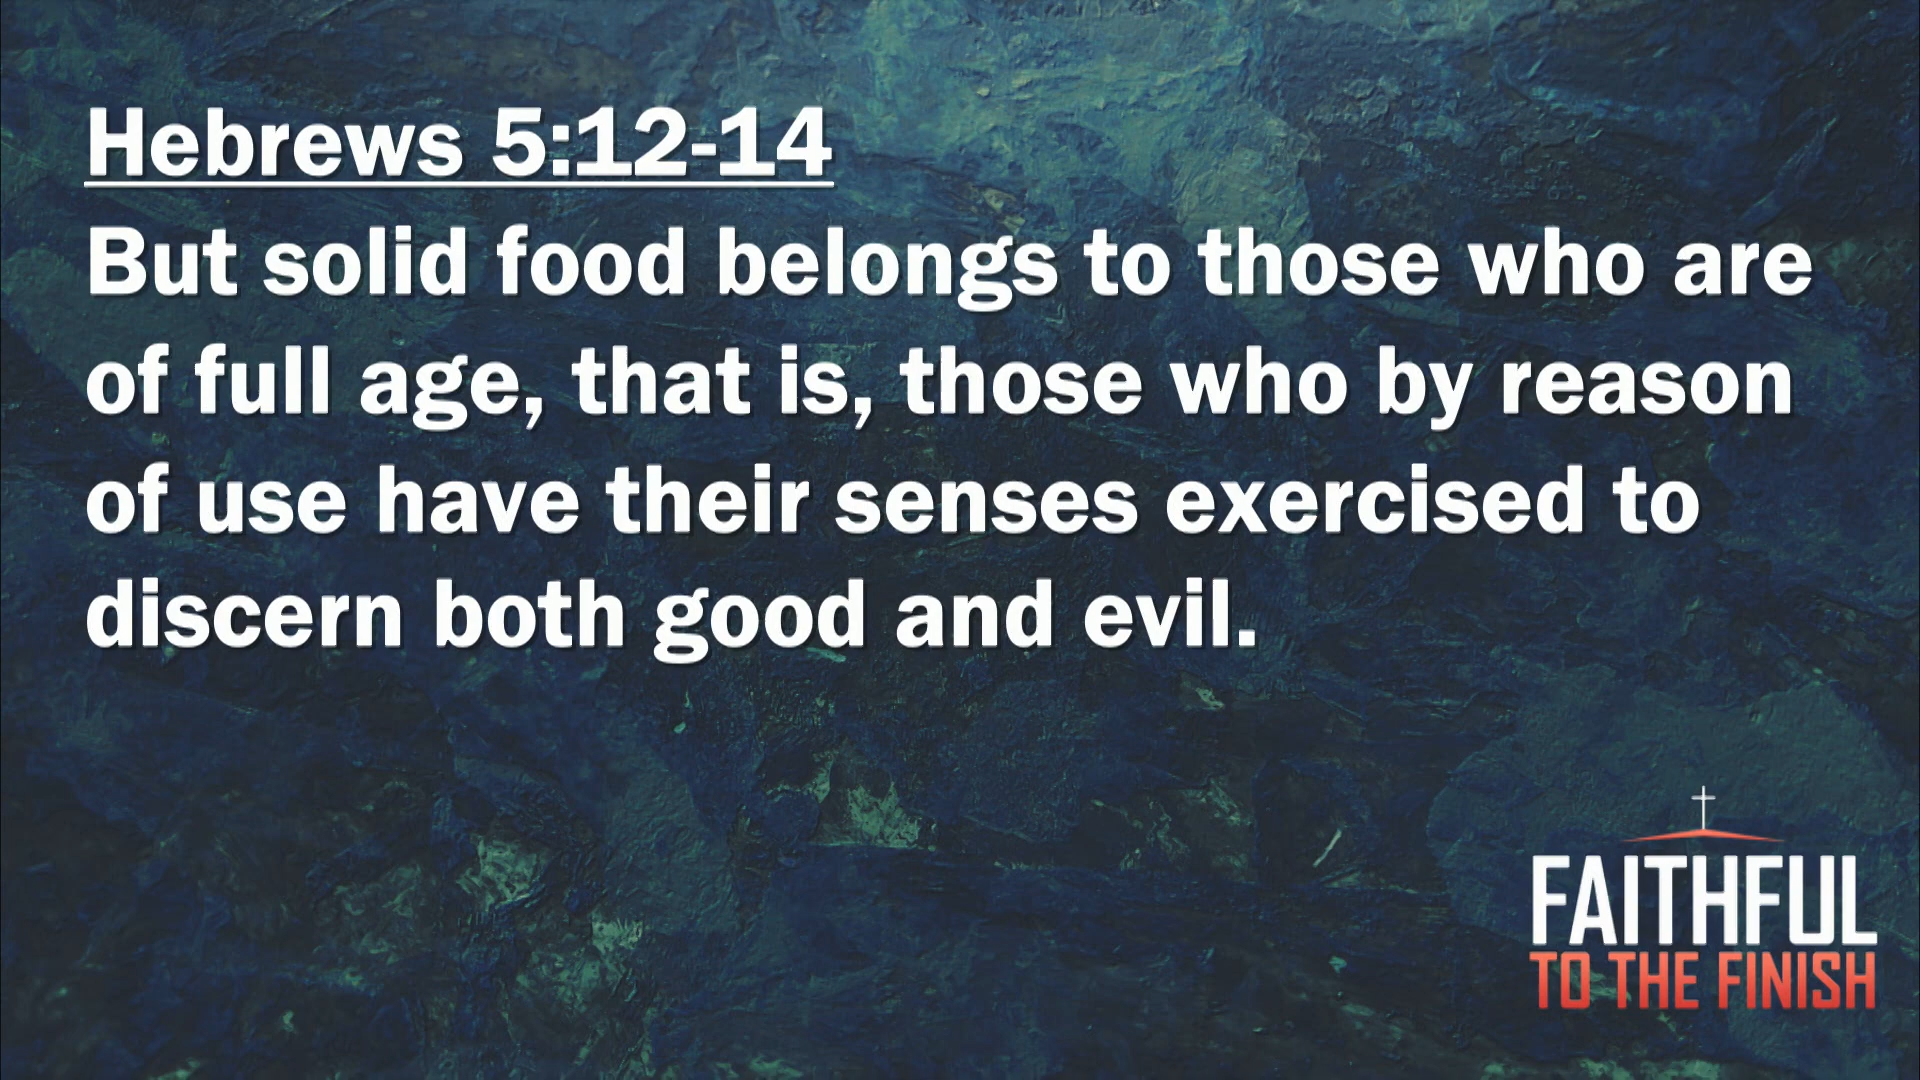 Hebrews 5:12-14
But solid food belongs to those who are
of full age, that is, those who by reason
of use have their senses exercised to
discern both good and evil.
FAITHFUL
TO THE FINISH